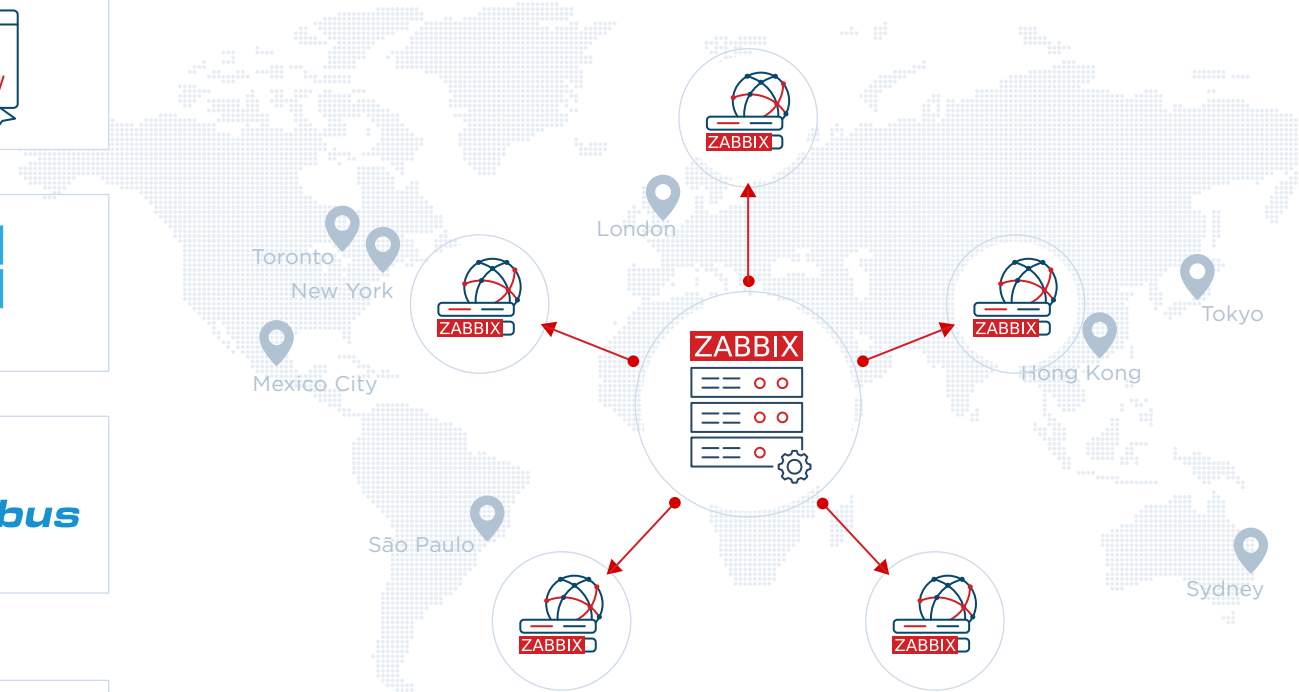 ZABBIX
London
Toronto
New York
ZABBIX
ZABBIX
ZABBIX
Tokyo
Mexico City
Hong Kong
bus
São Paulo
Sydney
ZABBIX
ZABBIX